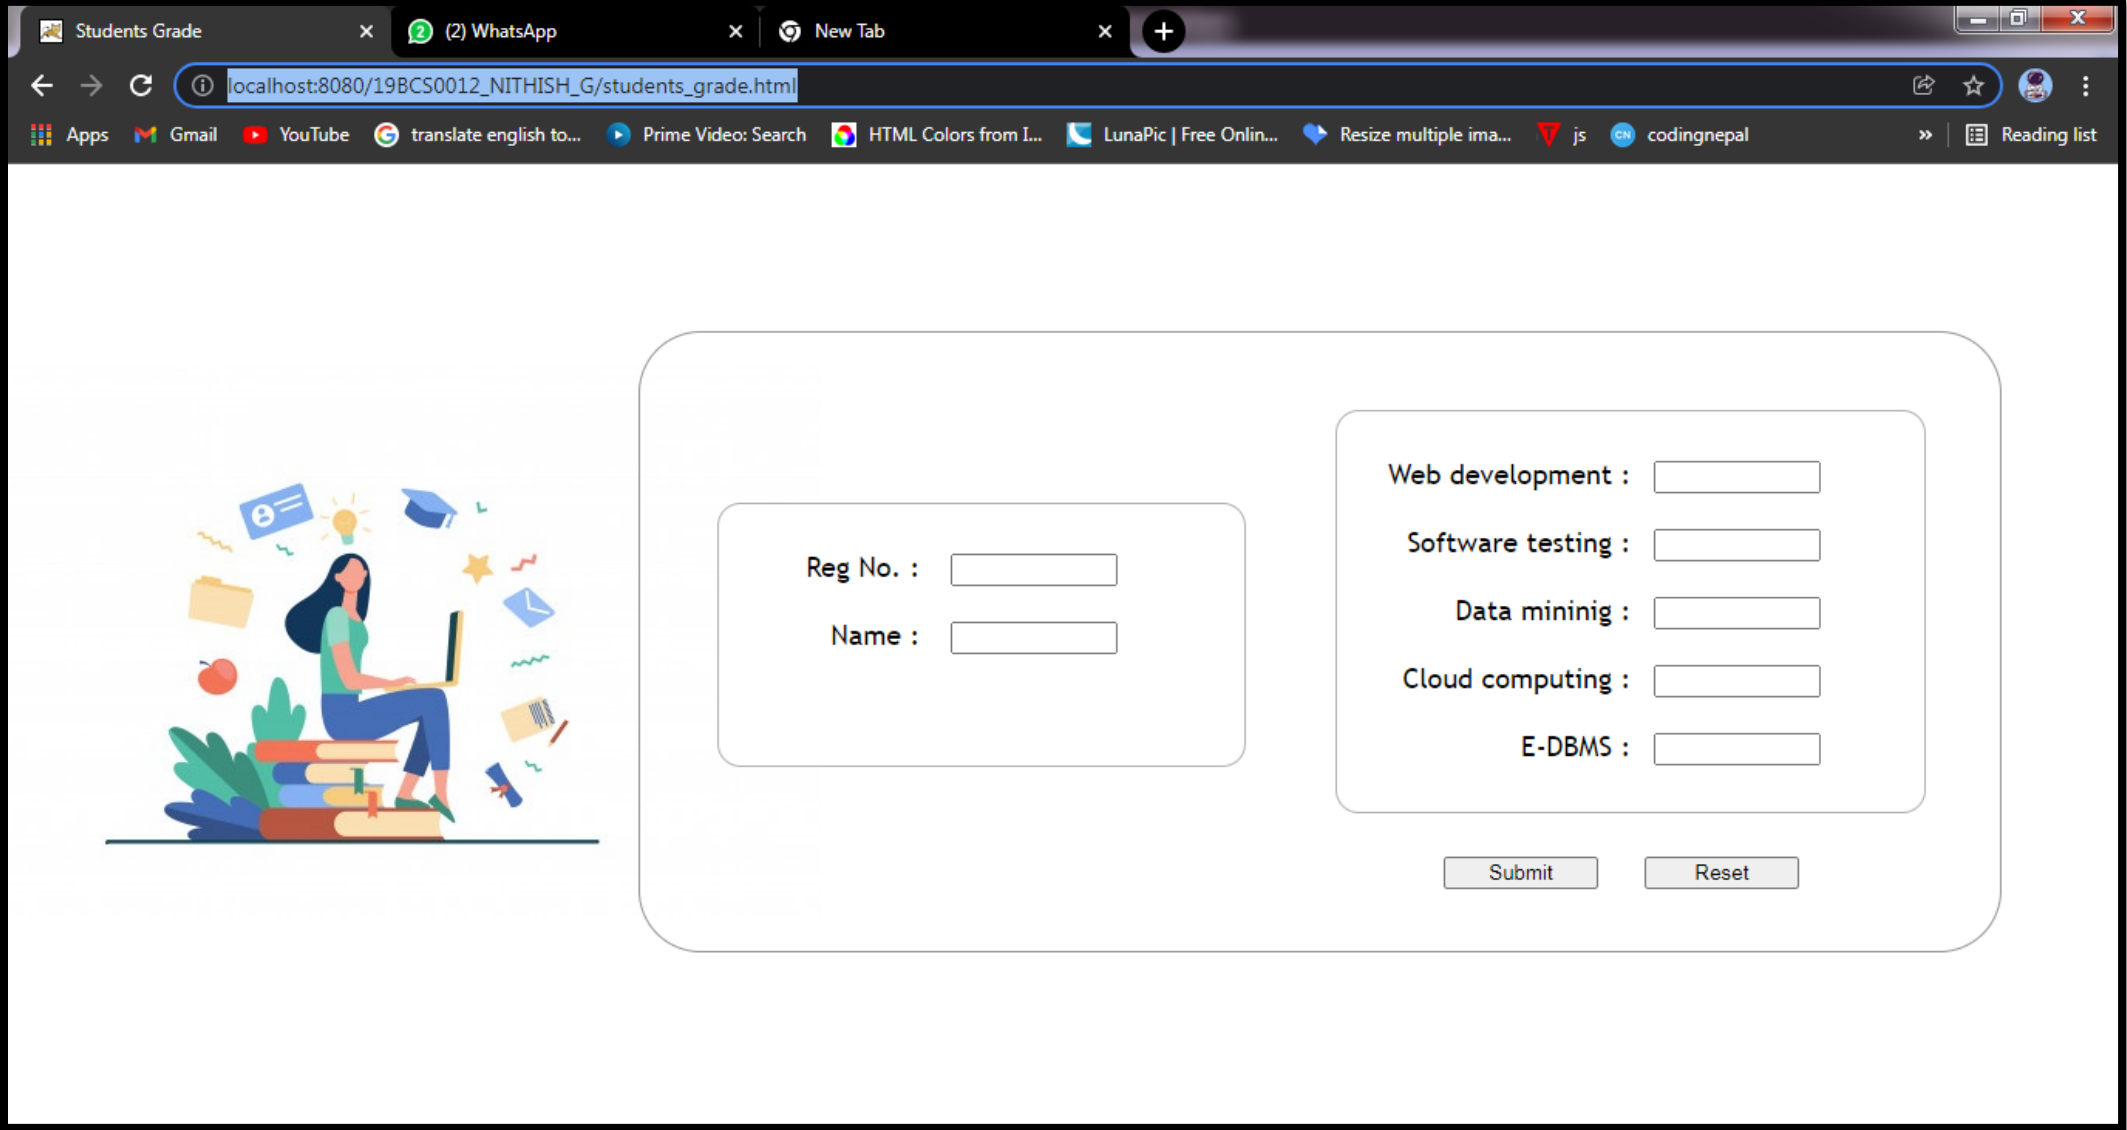 Students Grade
2 (2) WhatsApp
New Tab
localhost:8080/19BCS0012_NITHISH_G/students_grade.html
Apps
Gmail
YouTube
translate english to...
Prime Video: Search
HTML Colors from I...
LunaPic | Free Onlin...
Resize multiple ima...
T js
CN codingnepal
»
Reading list
Reg No. :
Name :
Web development :
Software testing :
Data mininig :
Cloud computing :
E-DBMS :
Submit
Reset